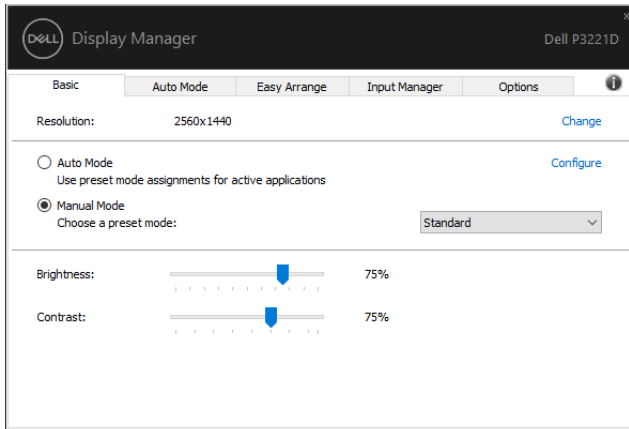 DELL Display Manager Dell P3221D
Basic Auto Mode Easy Arrange Input Manager Options
Resolution: 2560x1440 Change
Auto Mode Configure
Use preset mode assignments for active applications
Manual Mode
Choose a preset mode: Standard
Brightness: 75%
Contrast: 75%